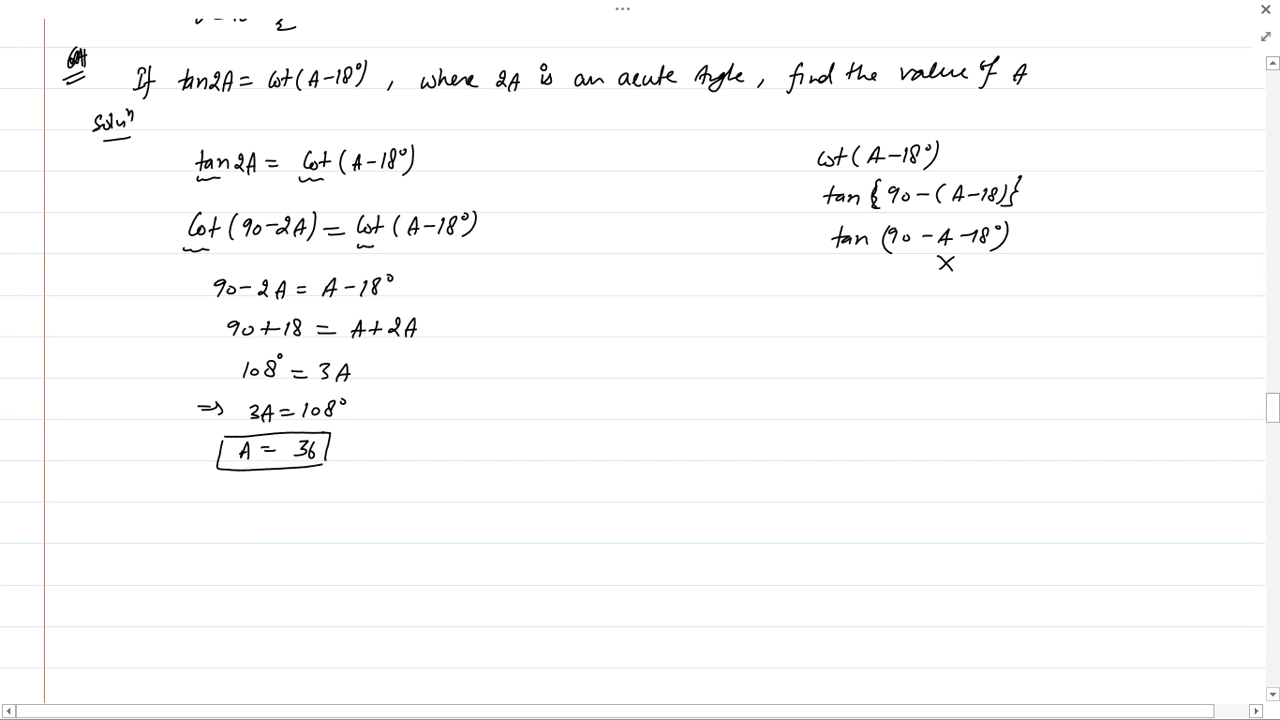 If tan2A = Cot(A-18°), where 2A is an acute Angle, find the value of A
Soluⁿ
tan2A = Cot(A-18°)
Cot(90-2A) = Cot(A-18°)
90-2A = A-18°
90+18 = A+2A
108° = 3A
⇒ 3A=108°
A = 36
cot(A-18°)
tan{90-(A-18)}
tan(90-A-18°)
×